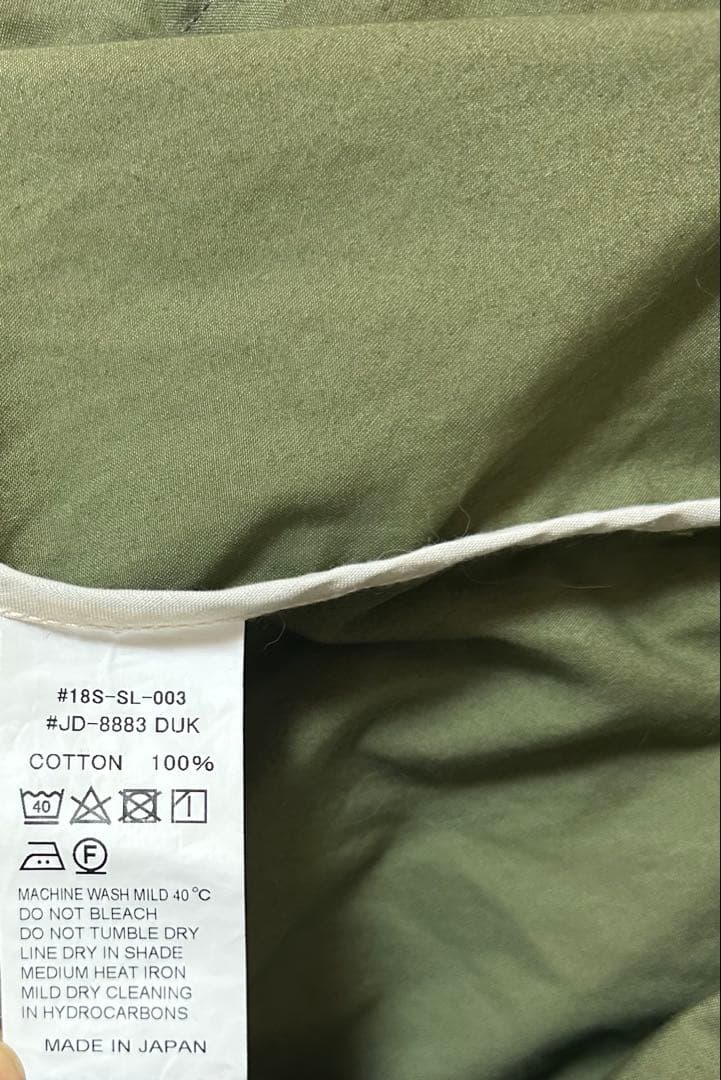 #18S-SL-003
#JD-8883 DUK
COTTON 100%
40
F
MACHINE WASH MILD 40℃
DO NOT BLEACH
DO NOT TUMBLE DRY
LINE DRY IN SHADE
MEDIUM HEAT IRON
MILD DRY CLEANING
IN HYDROCARBONS
MADE IN JAPAN